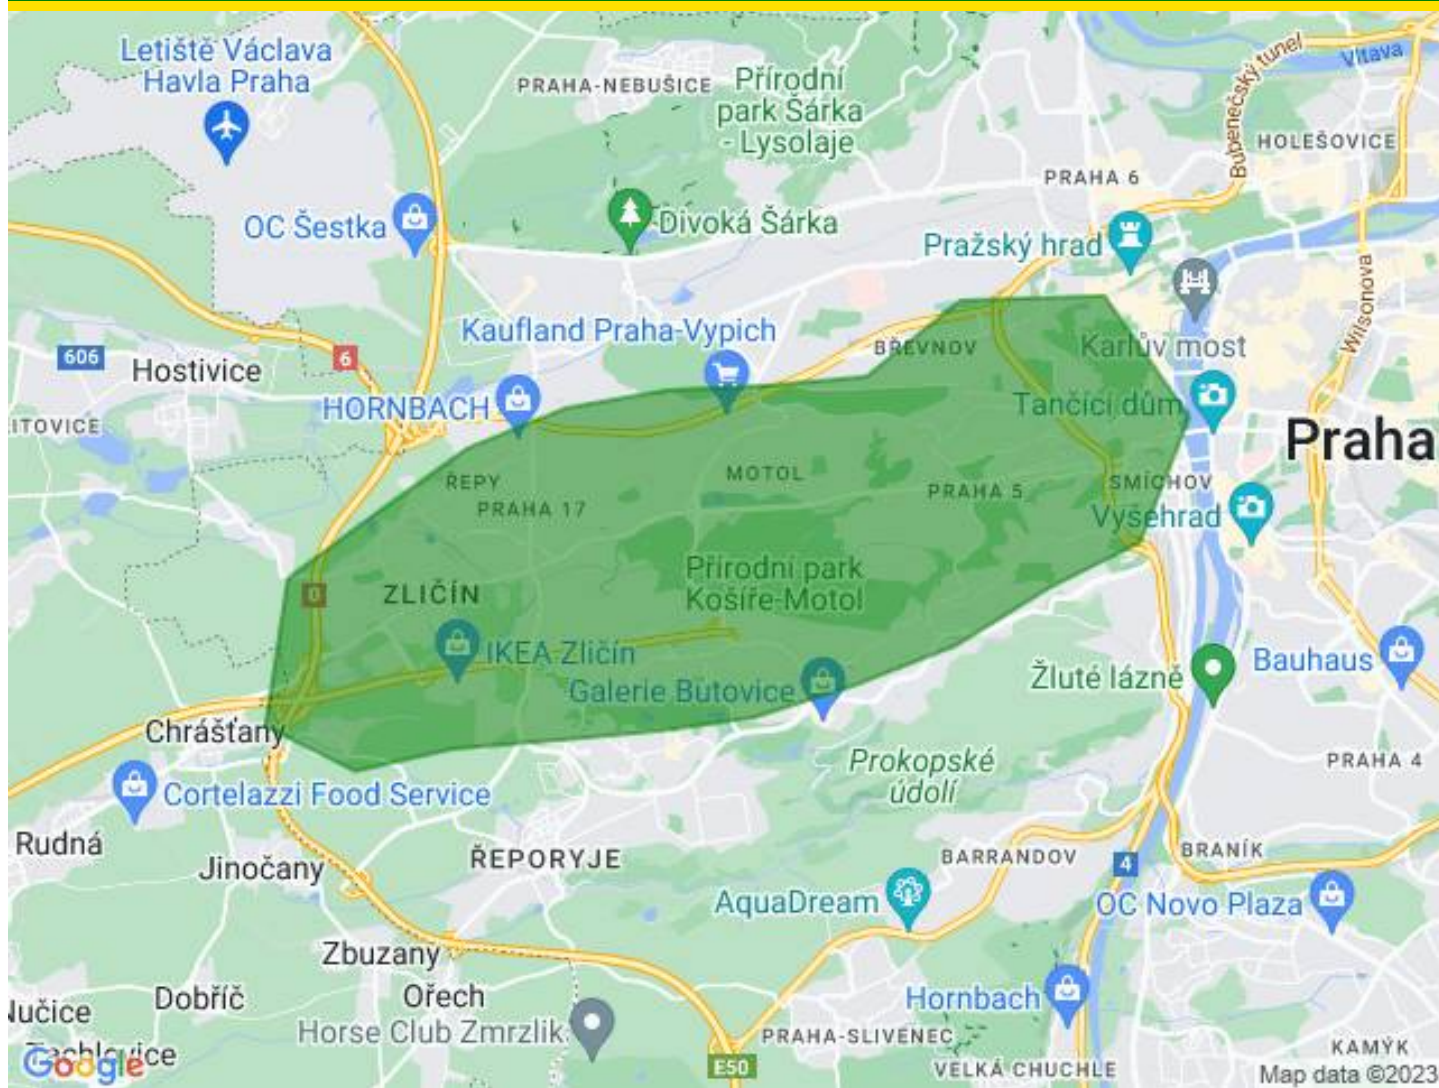 Letiště Václava
Havla Praha
PRAHA-NEBUŠICE
Přírodní
park Šárka
- Lysolaje
Bubenečský tunel
Vltava
HOLEŠOVICE
PRAHA 6
OC Šestka
Divoká Šárka
Pražský hrad
Wilsonova
Kaufland Praha-Vypich
606
Hostivice
6
BŘEVNOV
Karlův most
HORNBACH
Tančící dům
ITOVICE
Praha
ŘEPY
MOTOL
PRAHA 17
PRAHA 5
SMÍCHOV
Vyšehrad
Přírodní park
Košíře-Motol
0
ZLIČÍN
IKEA Zličín
Galerie Butovice
Žluté lázně
Bauhaus
Chrášťany
Prokopské
údolí
PRAHA 4
Cortelazzi Food Service
Rudná
Jinočany
ŘEPORYJE
BARRANDOV
4
BRANÍK
AquaDream
OC Novo Plaza
Zbuzany
Dobříč
Ořech
Hornbach
Nučice
Horse Club Zmrzlík
PRAHA-SLIVENEC
KAMÝK
Google
E50
VELKÁ CHUCHLE
Map data ©2023